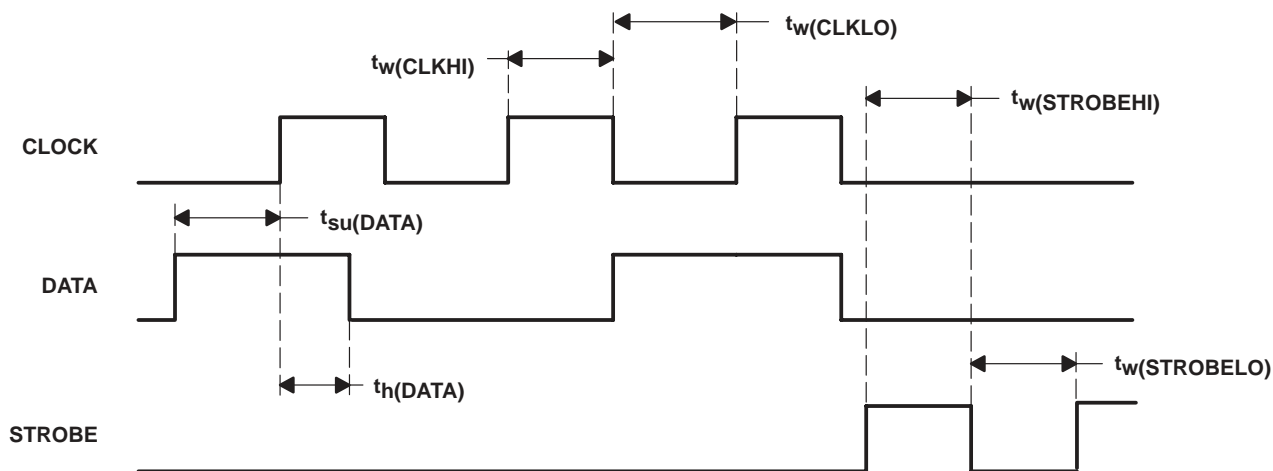 tw(CLKLO)
tw(CLKHI)
tw(STROBEHI)
CLOCK
tsu(DATA)
DATA
tw(STROBELO)
th(DATA)
STROBE